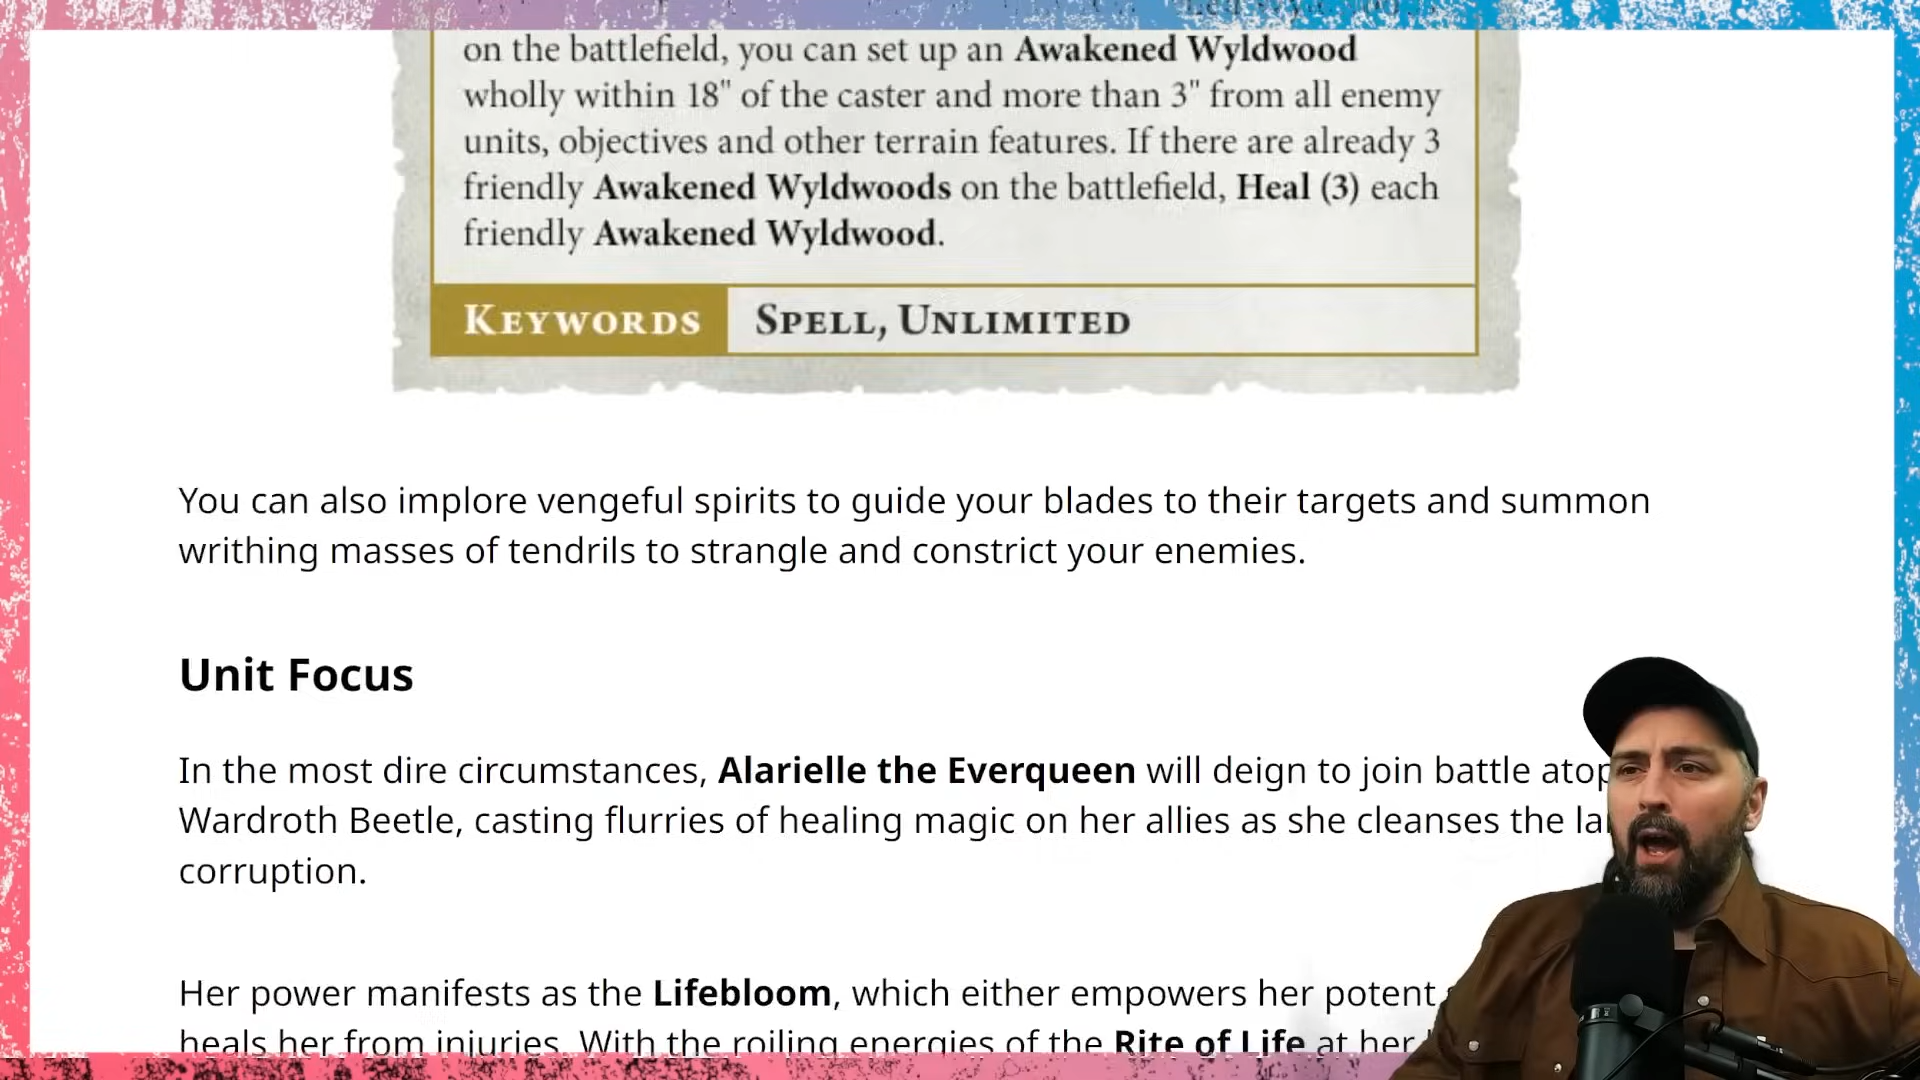 on the battlefield, you can set up an Awakened Wyldwood
wholly within 18" of the caster and more than 3" from all enemy
units, objectives and other terrain features. If there are already 3
friendly Awakened Wyldwoods on the battlefield, Heal (3) each
friendly Awakened Wyldwood.
KEYWORDS SPELL, UNLIMITED
You can also implore vengeful spirits to guide your blades to their targets and summon
writhing masses of tendrils to strangle and constrict your enemies.
Unit Focus
In the most dire circumstances, Alarielle the Everqueen will deign to join battle atop
Wardroth Beetle, casting flurries of healing magic on her allies as she cleanses the
corruption.
Her power manifests as the Lifebloom, which either empowers her potent
heals her from injuries. With the roiling energies of the Rite of Life at her